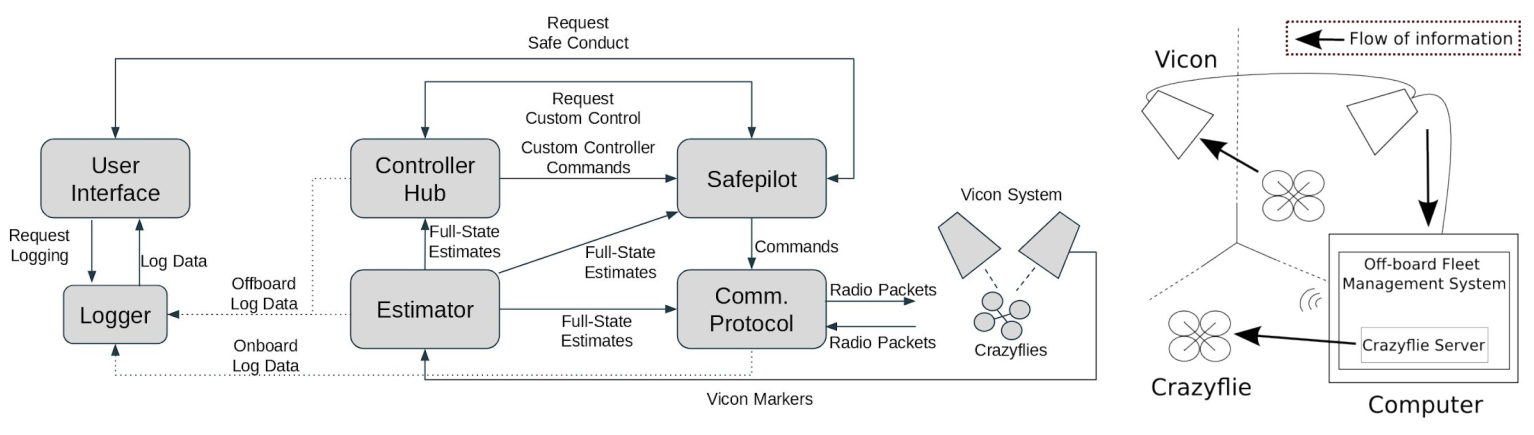 Request
Safe Conduct
Request
Custom Control
User
Interface
Controller
Hub
Custom Controller
Commands
Safepilot
Request
Logging
Log Data
Full-State
Estimates
Full-State
Estimates
Commands
Vicon System
Offboard
Log Data
Logger
Estimator
Full-State
Estimates
Comm.
Protocol
Radio Packets
Radio Packets
Crazyflies
Onboard
Log Data
Vicon Markers
Flow of information
Vicon
Off-board Fleet
Management System
Crazyflie Server
Crazyflie
Computer